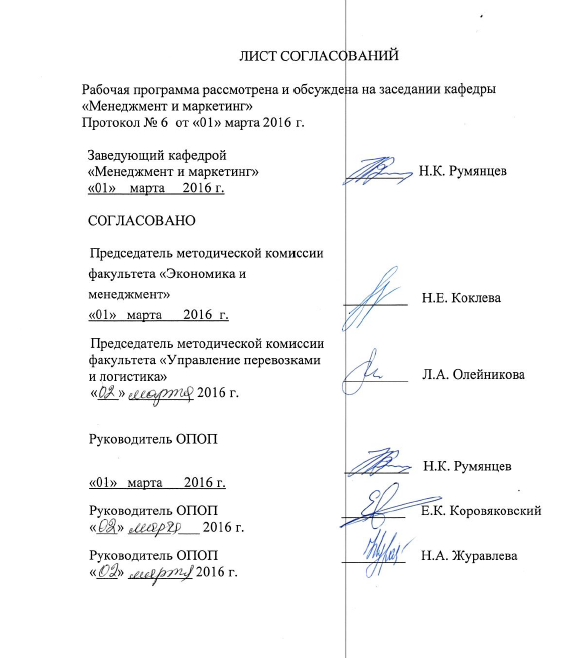 ЛИСТ СОГЛАСОВАНИЙ
Рабочая программа рассмотрена и обсуждена на заседании кафедры
«Менеджмент и маркетинг»
Протокол № 6 от «01» марта 2016 г.
Заведующий кафедрой
«Менеджмент и маркетинг» Н.К. Румянцев
«01» марта 2016 г.
СОГЛАСОВАНО
Председатель методической комиссии
факультета «Экономика и
менеджмент» Н.Е. Коклева
«01» марта 2016 г.
Председатель методической комиссии
факультета «Управление перевозками
и логистика» Л.А. Олейникова
«02» марта 2016 г.
Руководитель ОПОП
Н.К. Румянцев
«01» марта 2016 г.
Руководитель ОПОП Е.К. Коровяковский
«02» марта 2016 г.
Руководитель ОПОП Н.А. Журавлева
«02» марта 2016 г.